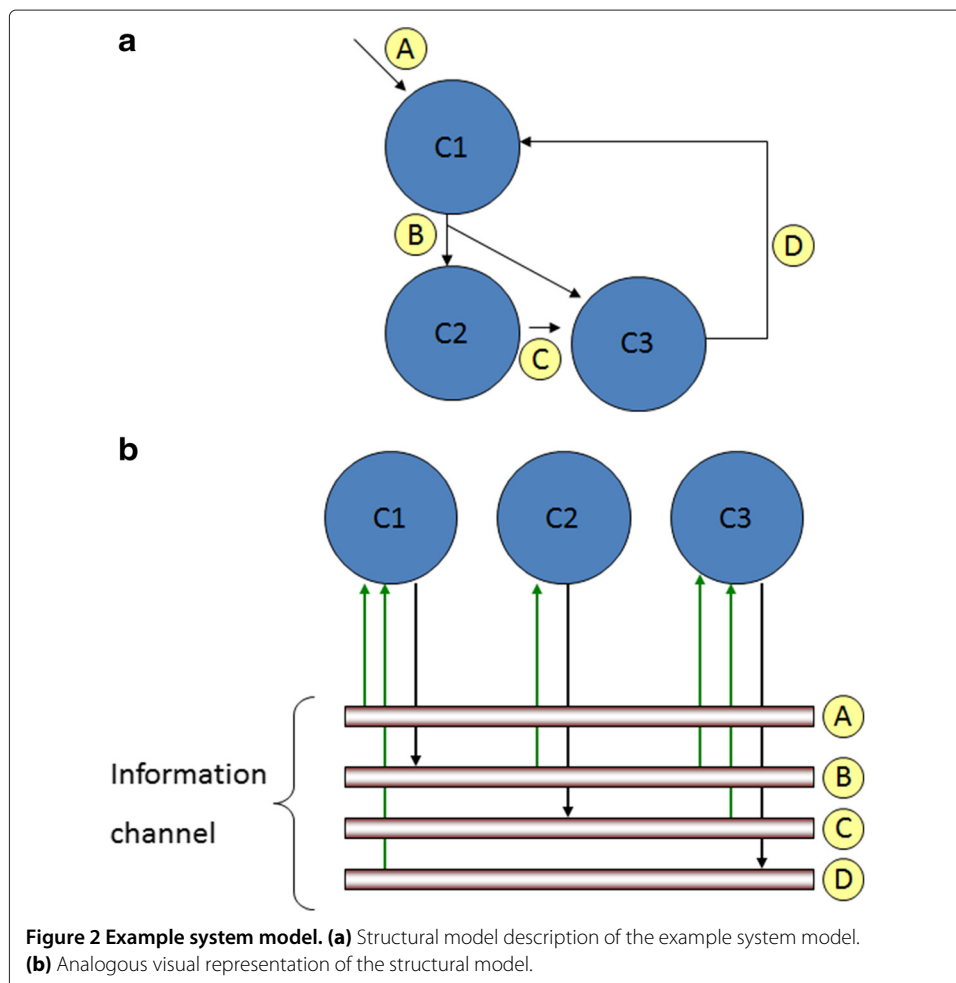 a
A
C1
B
D
C2
C3
C
b
C1
C2
C3
A
Information
channel
B
C
D
Figure 2 Example system model. (a) Structural model description of the example system model.
(b) Analogous visual representation of the structural model.